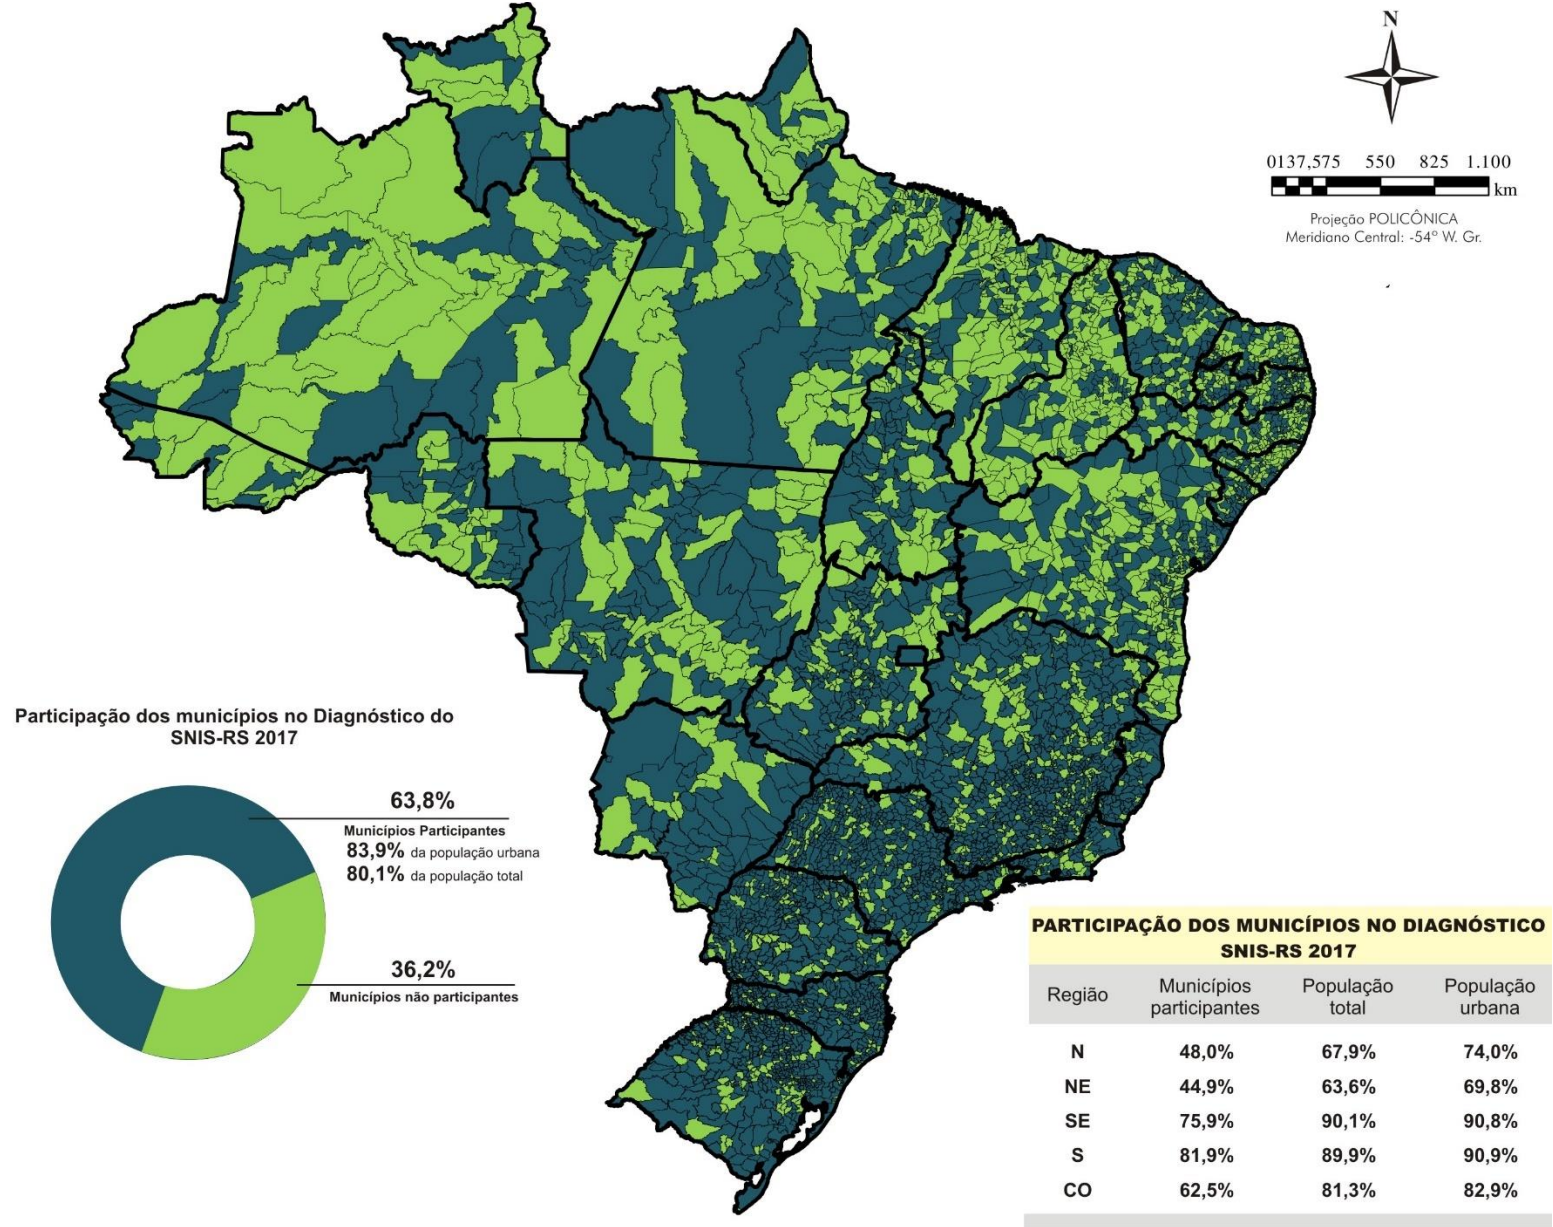 N
0137,575 550 825 1.100
km
Projeção POLICÔNICA
Meridiano Central: -54º W. Gr.
Participação dos municípios no Diagnóstico do
SNIS-RS 2017
63,8%
Municípios Participantes
83,9% da população urbana
80,1% da população total
36,2%
Municípios não participantes
PARTICIPAÇÃO DOS MUNICÍPIOS NO DIAGNÓSTICO
SNIS-RS 2017
Região Municípios participantes População total População urbana
N 48,0% 67,9% 74,0%
NE 44,9% 63,6% 69,8%
SE 75,9% 90,1% 90,8%
S 81,9% 89,9% 90,9%
CO 62,5% 81,3% 82,9%